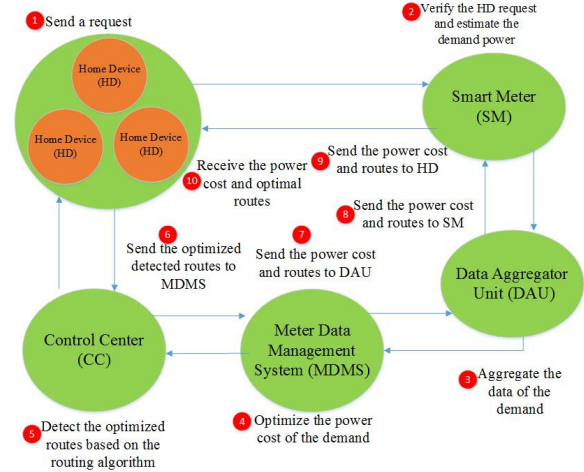 1 Send a request
2 Verify the HD request
and estimate the
demand power
Home Device
(HD)
Home Device
(HD)
Home Device
(HD)
Smart Meter
(SM)
9 Send the power cost
and routes to HD
10 Receive the power
cost and optimal
routes
8 Send the power cost
and routes to SM
6
Send the optimized
detected routes to
MDMS
7
Send the power cost
and routes to DAU
Data Aggregator
Unit (DAU)
Control Center
(CC)
Meter Data
Management
System (MDMS)
3 Aggregate the
data of the
demand
4 Optimize the power
cost of the demand
5 Detect the optimized
routes based on the
routing algorithm